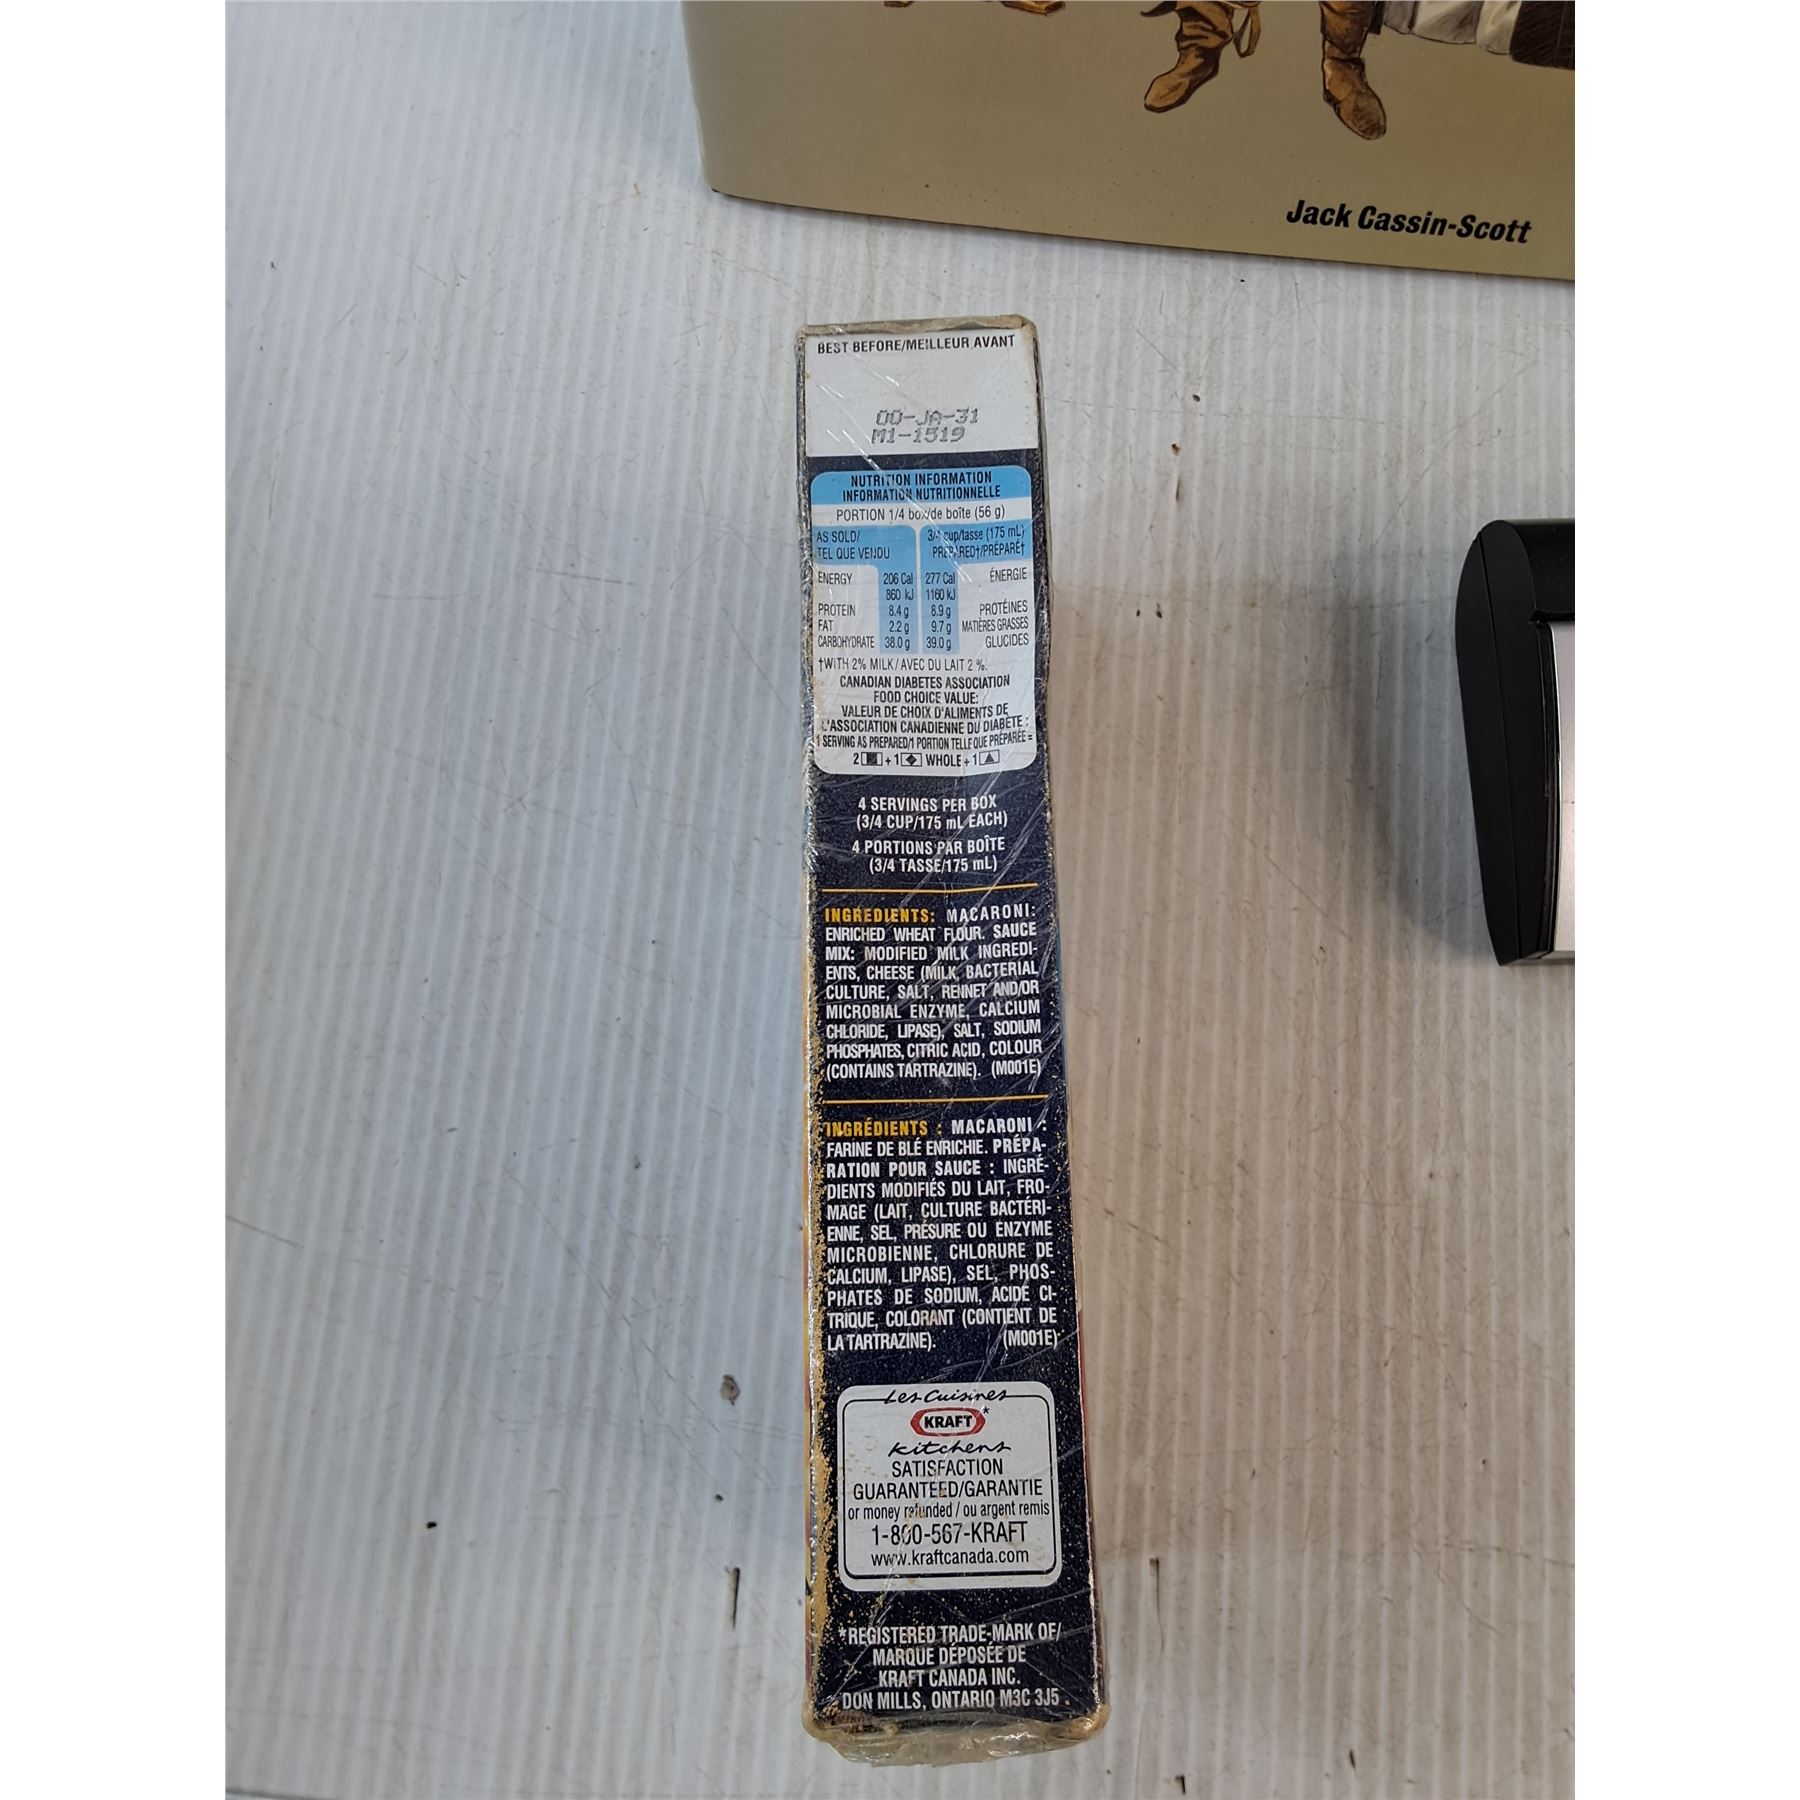 Jack Cassin-Scott
BEST BEFORE/MEILLEUR AVANT
00-JA-31
M1-1519
NUTRITION INFORMATION
INFORMATION NUTRITIONNELLE
PORTION 1/4 box/de boîte (56 g)
AS SOLD/ 3/4 cup/tasse (175 mL)
TEL QUE VENDU PREPARED†/PRÉPARÉ†
ENERGY 206 Cal 277 Cal ÉNERGIE
860 kJ 1160 kJ
PROTEIN 8.4 g 8.9 g PROTÉINES
FAT 2.2 g 9.7 g MATIÈRES GRASSES
CARBOHYDRATE 38.0 g 39.0 g GLUCIDES
†WITH 2% MILK/AVEC DU LAIT 2 %.
CANADIAN DIABETES ASSOCIATION
FOOD CHOICE VALUE:
VALEUR DE CHOIX D'ALIMENTS DE
L'ASSOCIATION CANADIENNE DU DIABÈTE :
1 SERVING AS PREPARED/1 PORTION TELLE QUE PRÉPARÉE =
2 + 1 WHOLE + 1
4 SERVINGS PER BOX
(3/4 CUP/175 mL EACH)
4 PORTIONS PAR BOÎTE
(3/4 TASSE/175 mL)
INGREDIENTS: MACARONI:
ENRICHED WHEAT FLOUR. SAUCE
MIX: MODIFIED MILK INGREDI-
ENTS, CHEESE (MILK, BACTERIAL
CULTURE, SALT, RENNET AND/OR
MICROBIAL ENZYME, CALCIUM
CHLORIDE, LIPASE), SALT, SODIUM
PHOSPHATES, CITRIC ACID, COLOUR
(CONTAINS TARTRAZINE). (M001E)
INGRÉDIENTS : MACARONI :
FARINE DE BLÉ ENRICHIE. PRÉPA-
RATION POUR SAUCE : INGRÉ-
DIENTS MODIFIÉS DU LAIT, FRO-
MAGE (LAIT, CULTURE BACTÉRI-
ENNE, SEL, PRÉSURE OU ENZYME
MICROBIENNE, CHLORURE DE
CALCIUM, LIPASE), SEL, PHOS-
PHATES DE SODIUM, ACIDE CI-
TRIQUE, COLORANT (CONTIENT DE
LA TARTRAZINE). (M001E)
Les Cuisines
KRAFT*
Kitchens
SATISFACTION
GUARANTEED/GARANTIE
or money refunded / ou argent remis
1-800-567-KRAFT
www.kraftcanada.com
*REGISTERED TRADE-MARK OF/
MARQUE DÉPOSÉE DE
KRAFT CANADA INC.
DON MILLS, ONTARIO M3C 3J5